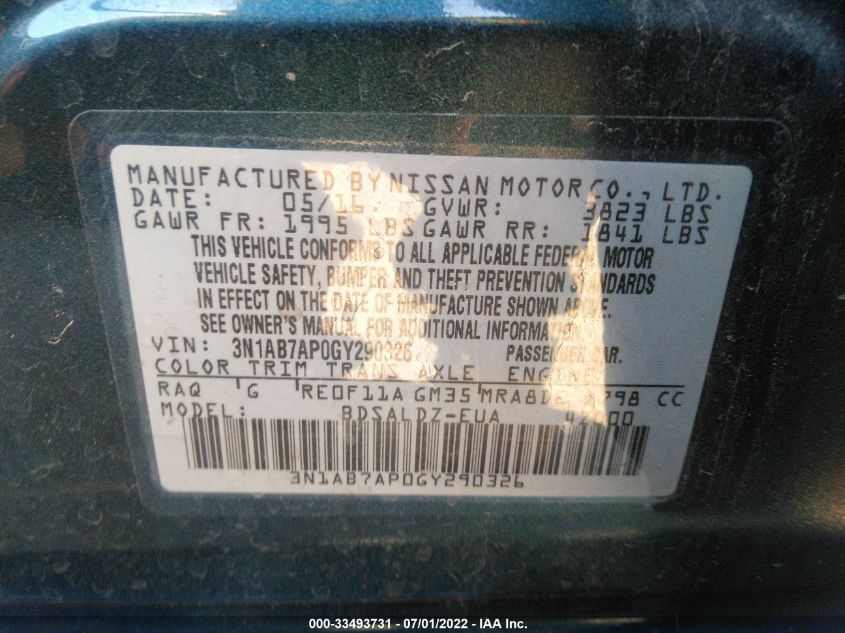 MANUFACTURED BY NISSAN MOTOR CO., LTD.
DATE: 05/16 GVWR: 3823 LBS
GAWR FR: 1995 LBS GAWR RR: 1841 LBS
THIS VEHICLE CONFORMS TO ALL APPLICABLE FEDERAL MOTOR
VEHICLE SAFETY, BUMPER AND THEFT PREVENTION STANDARDS
IN EFFECT ON THE DATE OF MANUFACTURE SHOWN ABOVE.
SEE OWNER'S MANUAL FOR ADDITIONAL INFORMATION.
VIN: 3N1AB7AP0GY290326 PASSENGER CAR.
COLOR TRIM TRANS AXLE ENGINE
RAQ G RE0F11A GM35 MRA8DE 1798 CC
MODEL: BDSALDZ-EUA
3N1AB7AP0GY290326
000-33493731 - 07/01/2022 - IAA Inc.